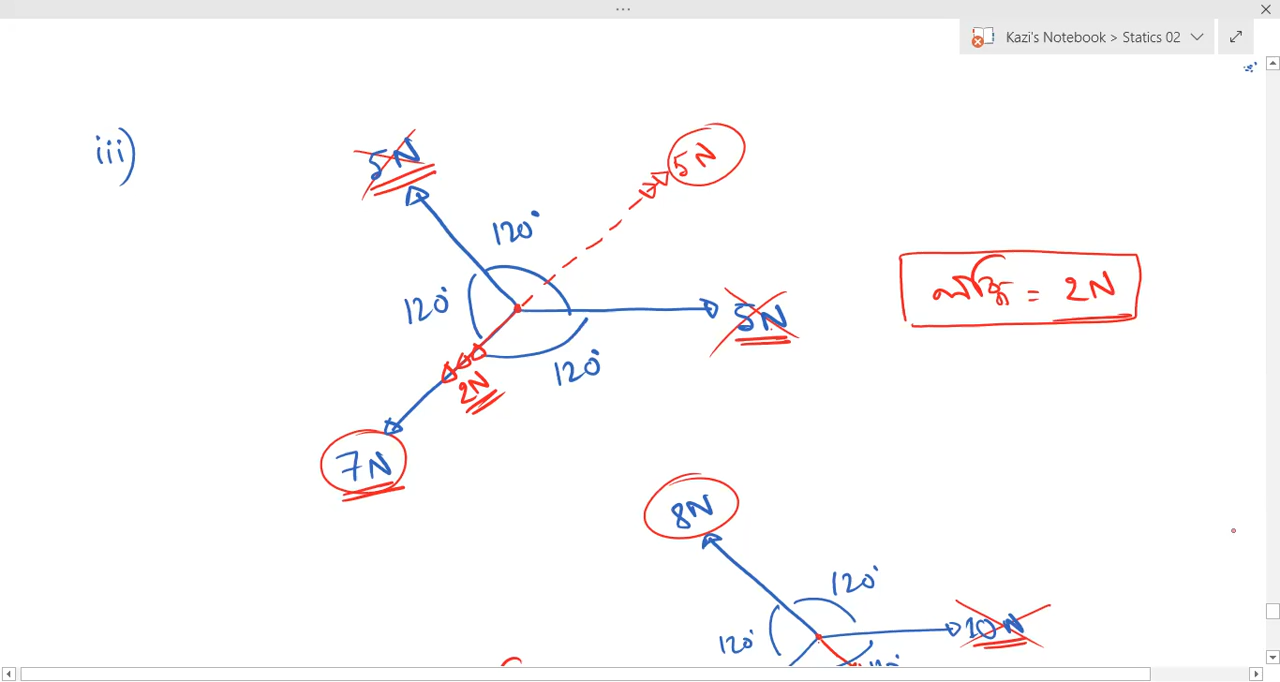 Kazi's Notebook > Statics 02
iii)
5N
5N
120°
120°
5N
120°
2N
7N
লব্ধি = 2N
8N
120°
10N
120°
120°